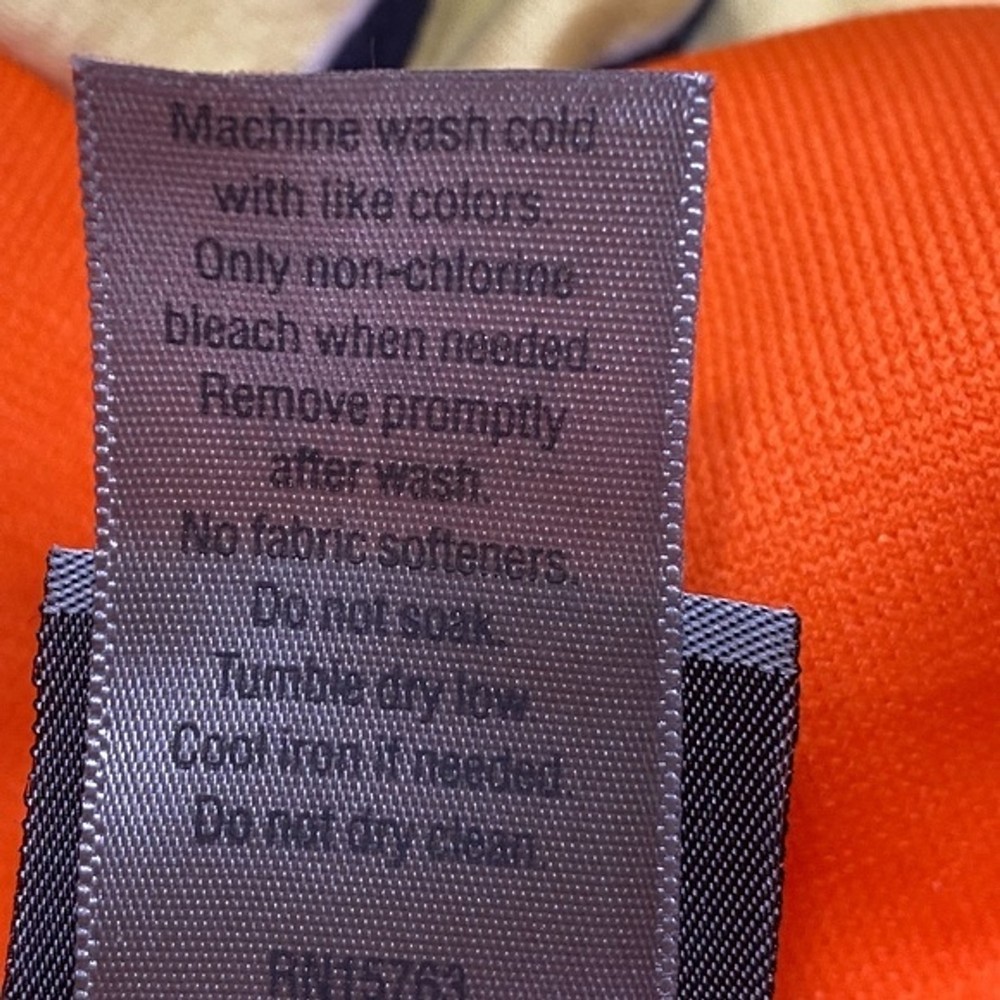 Machine wash cold
with like colors.
Only non-chlorine
bleach when needed.
Remove promptly
after wash.
No fabric softeners.
Do not soak.
Tumble dry low
Cool iron if needed
Do not dry clean.
RN15763